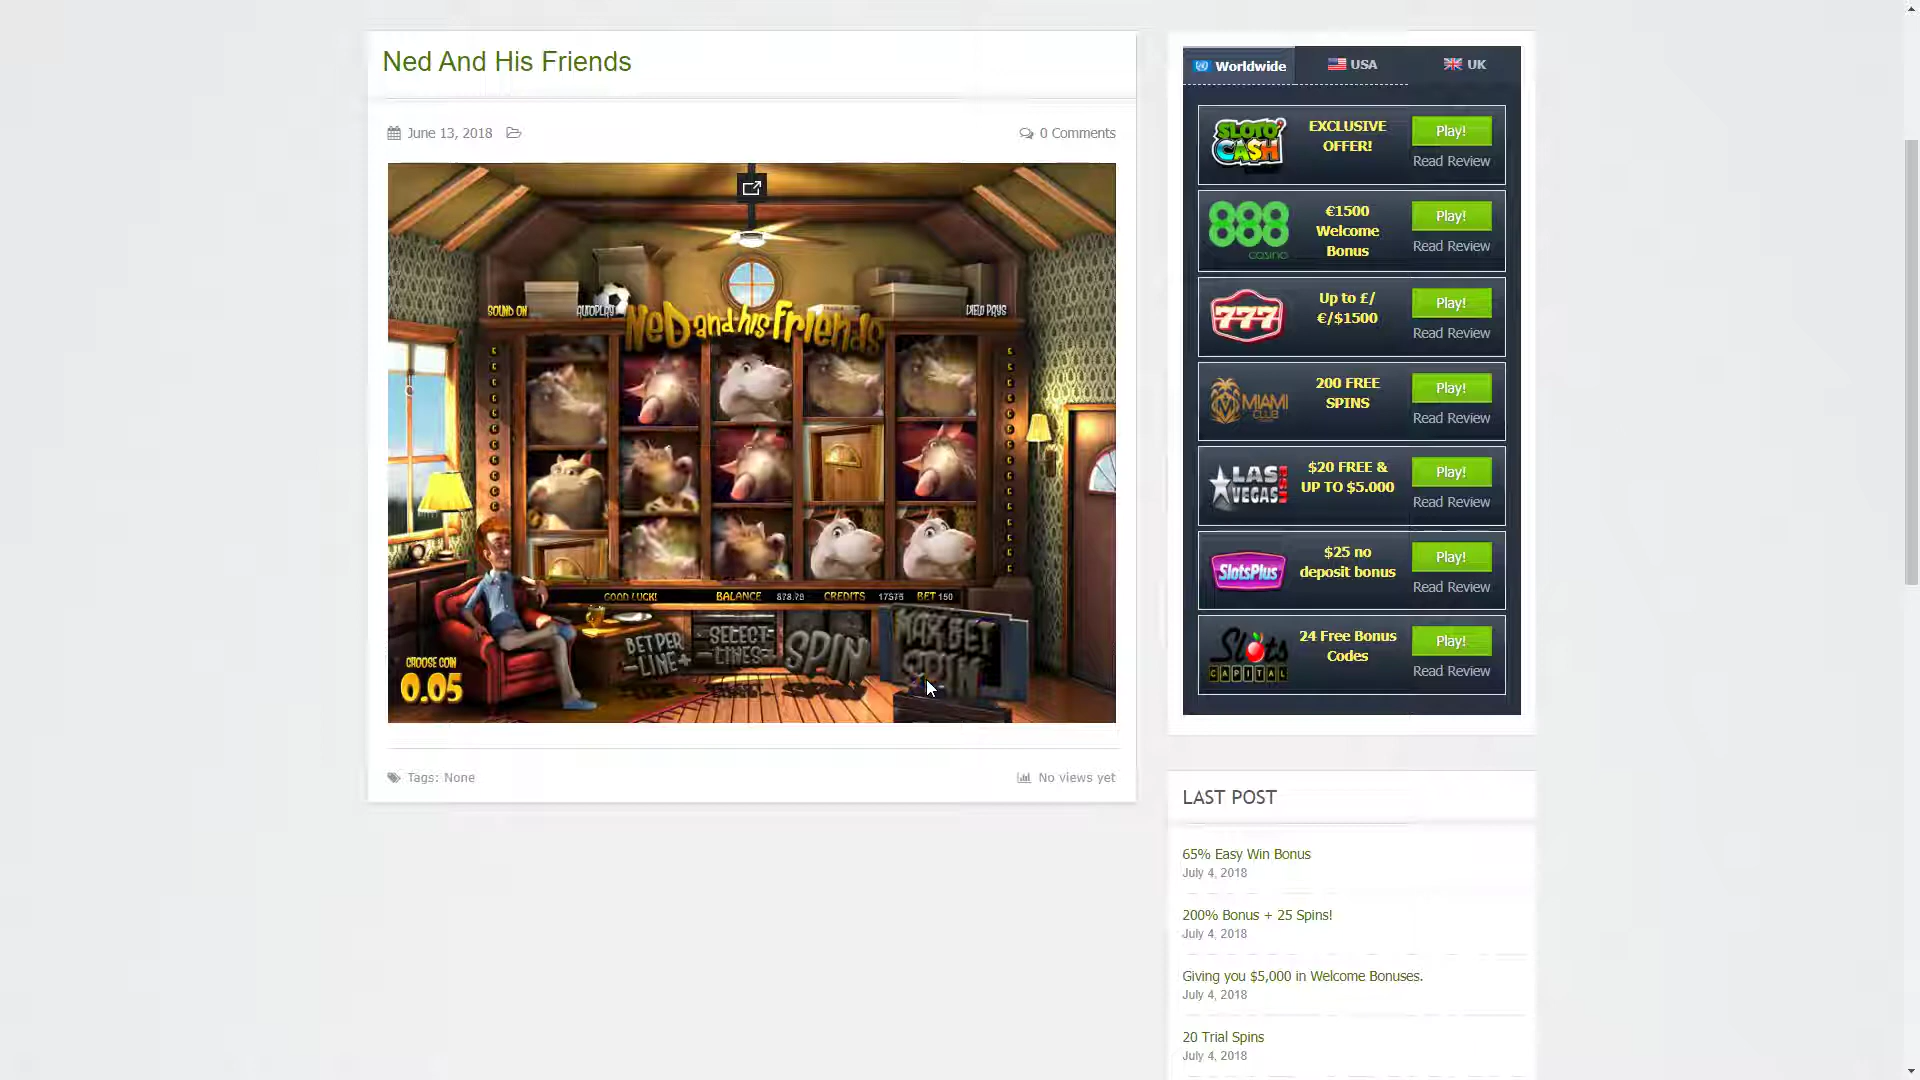 Ned And His Friends
June 13, 2018
0 Comments
SOUND ON
AUTOPLAY
VIEW PAYS
NeD and his friends
GOOD LUCK!
BALANCE 878.75
CREDITS 17575
BET 150
BET PER
-LINE+
SELECT
-LINES+
SPIN
MAX BET
SPIN
CHOOSE COIN
0.05
Tags: None
No views yet
Worldwide
USA
UK
SLOTO
CASH
EXCLUSIVE
OFFER!
Play!
Read Review
888
casino
€1500
Welcome
Bonus
Play!
Read Review
777
Up to £/
€/$1500
Play!
Read Review
MIAMI
CLUB
200 FREE
SPINS
Play!
Read Review
LAS
VEGAS
USA
$20 FREE &
UP TO $5.000
Play!
Read Review
SlotsPlus
$25 no
deposit bonus
Play!
Read Review
Slots
CAPITAL
24 Free Bonus
Codes
Play!
Read Review
LAST POST
65% Easy Win Bonus
July 4, 2018
200% Bonus + 25 Spins!
July 4, 2018
Giving you $5,000 in Welcome Bonuses.
July 4, 2018
20 Trial Spins
July 4, 2018